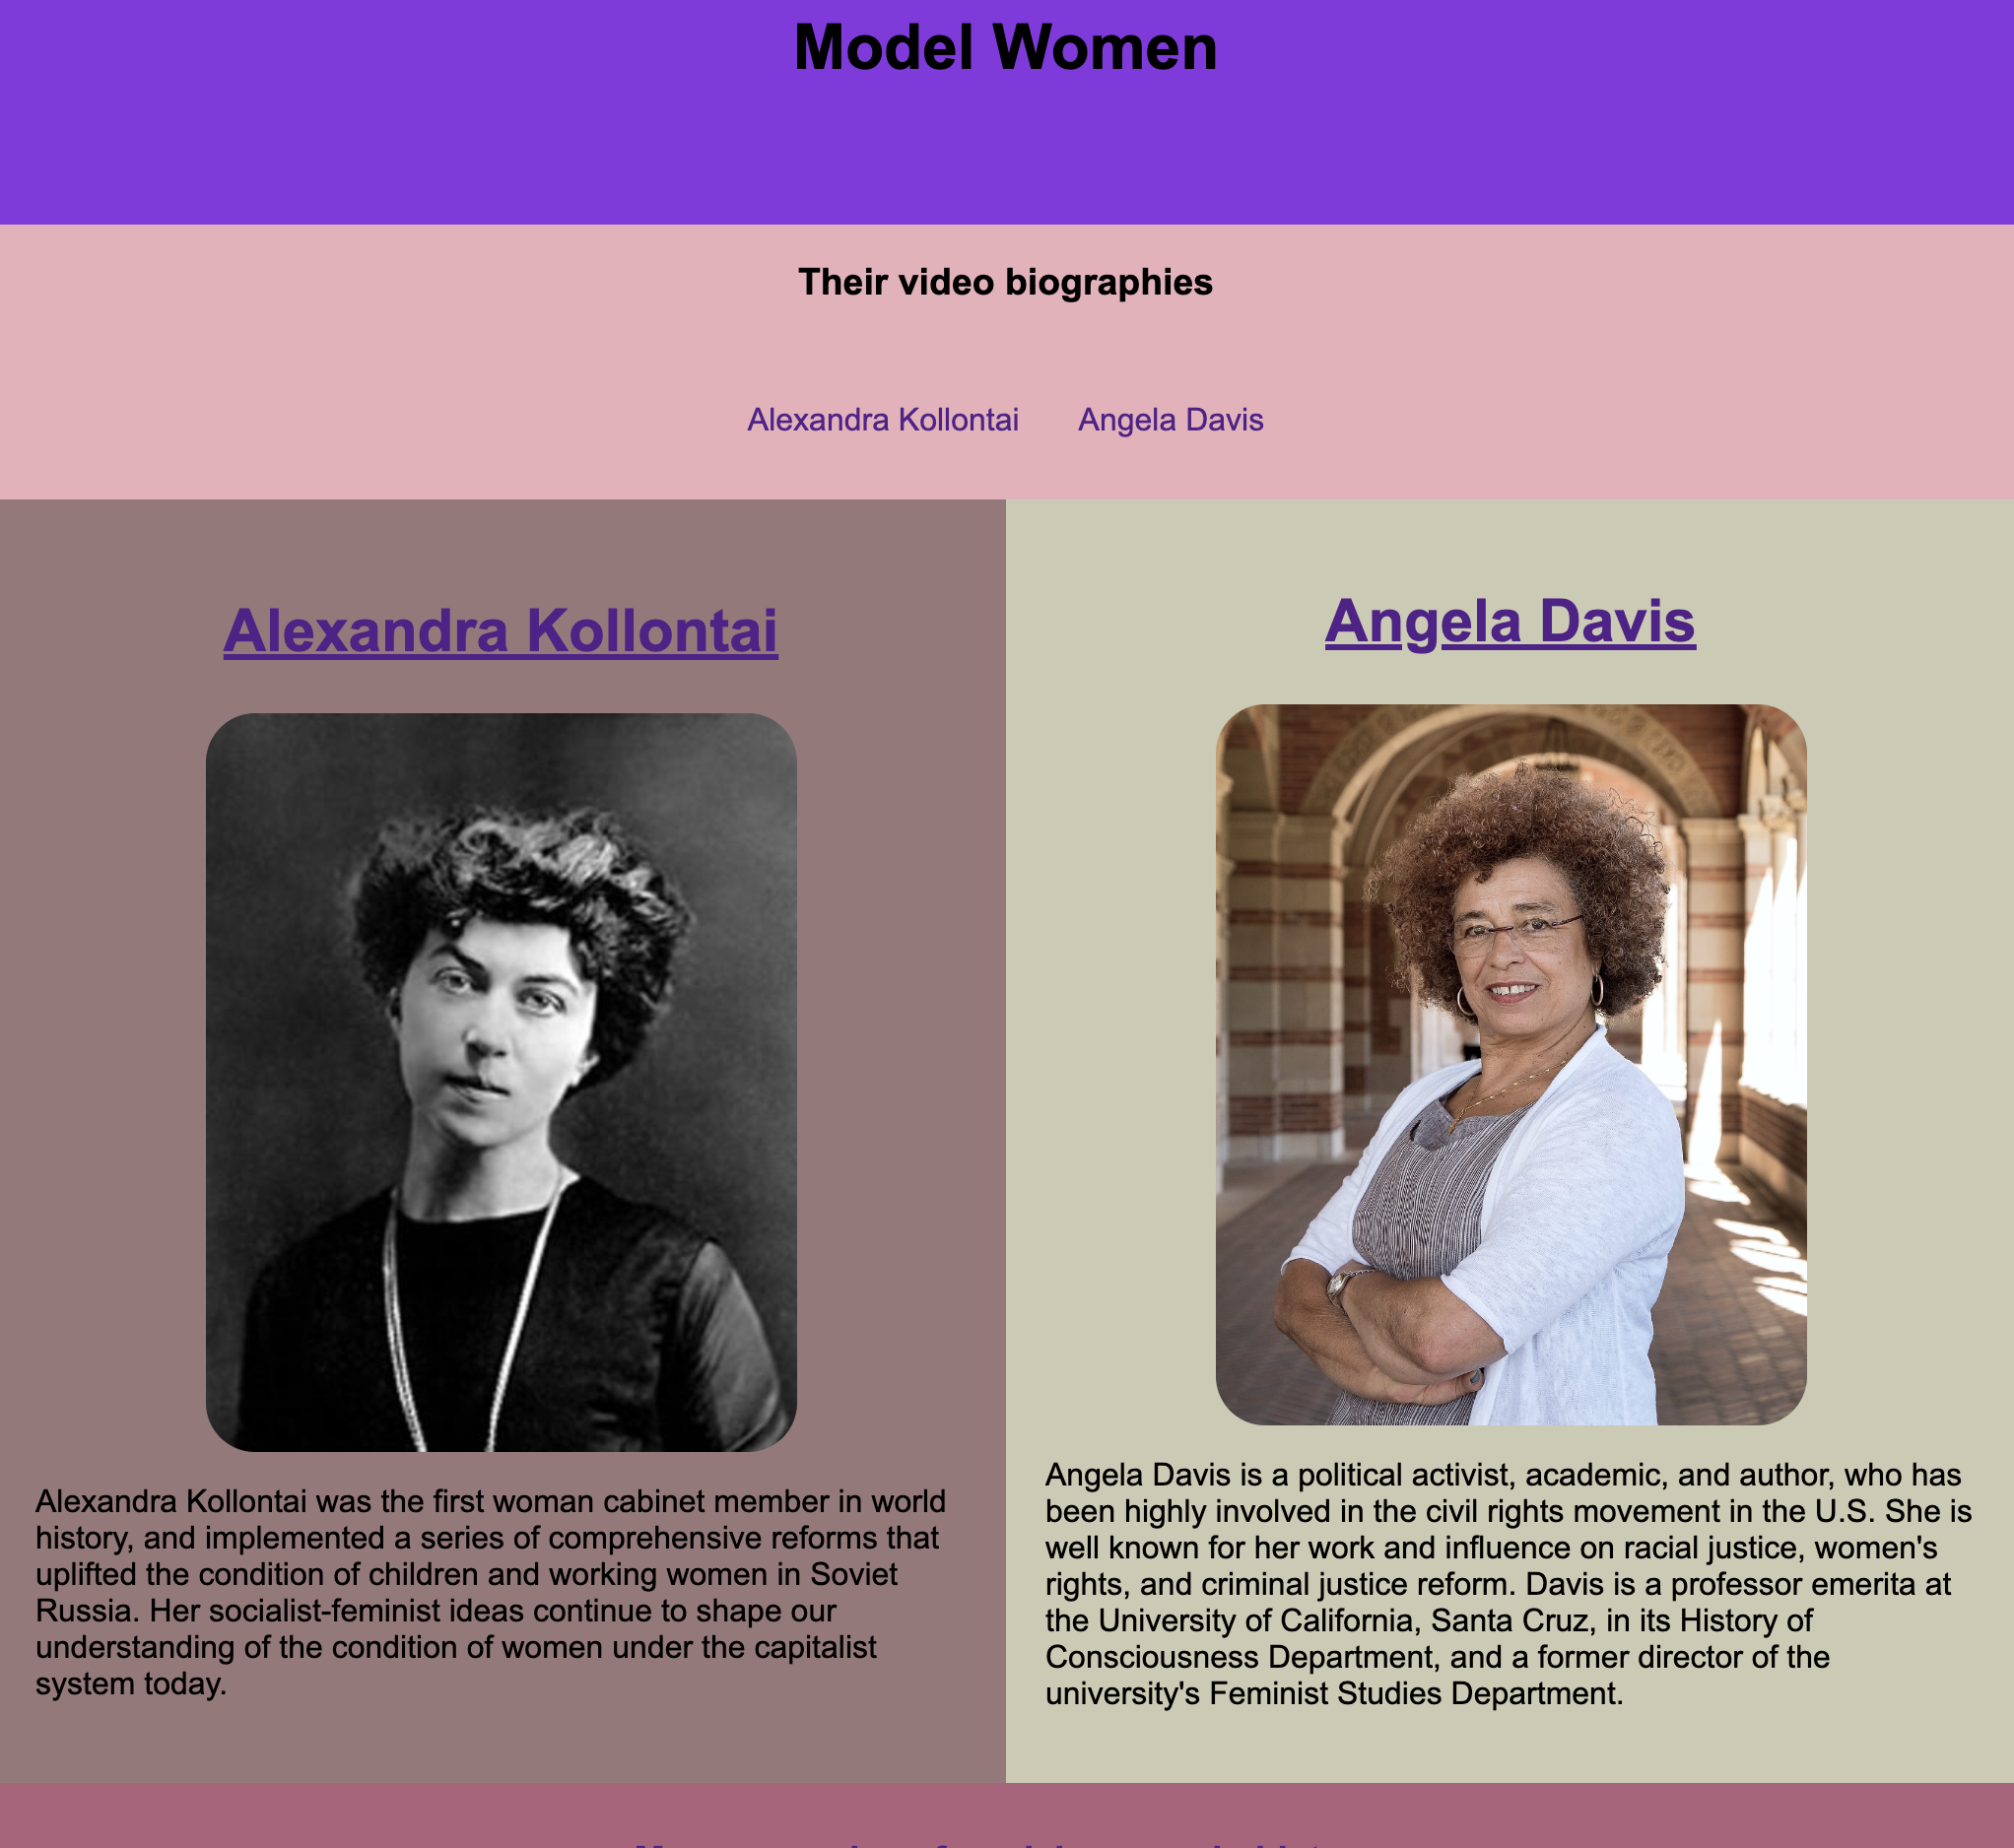 Model Women
Their video biographies
Alexandra Kollontai Angela Davis
Alexandra Kollontai
Alexandra Kollontai was the first woman cabinet member in world
history, and implemented a series of comprehensive reforms that
uplifted the condition of children and working women in Soviet
Russia. Her socialist-feminist ideas continue to shape our
understanding of the condition of women under the capitalist
system today.
Angela Davis
Angela Davis is a political activist, academic, and author, who has
been highly involved in the civil rights movement in the U.S. She is
well known for her work and influence on racial justice, women's
rights, and criminal justice reform. Davis is a professor emerita at
the University of California, Santa Cruz, in its History of
Consciousness Department, and a former director of the
university's Feminist Studies Department.